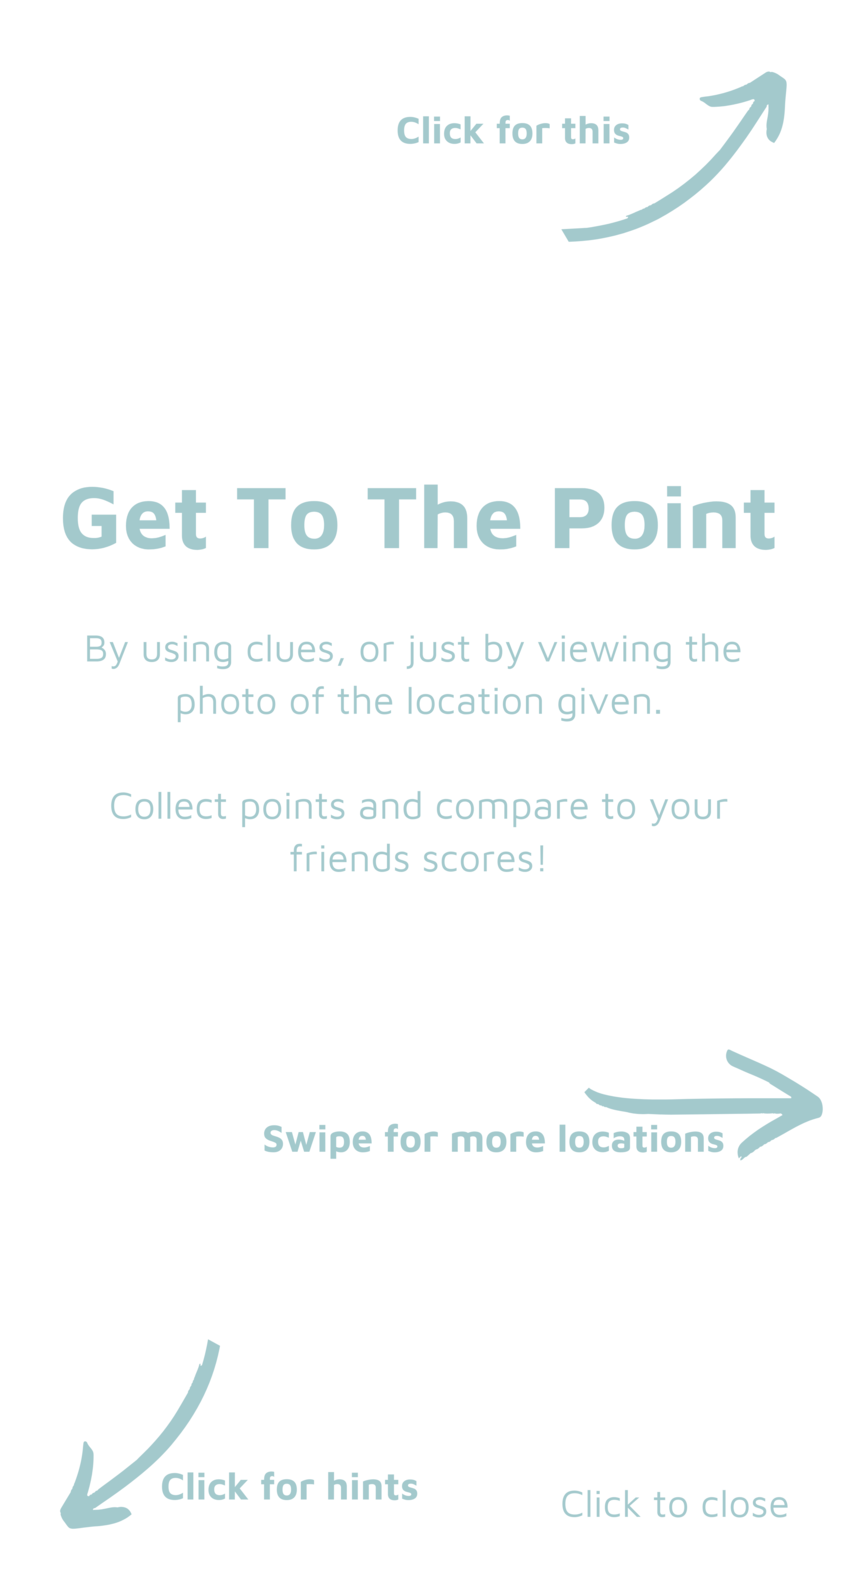 Click for this
Get To The Point
By using clues, or just by viewing the
photo of the location given.
Collect points and compare to your
friends scores!
Swipe for more locations
Click for hints
Click to close